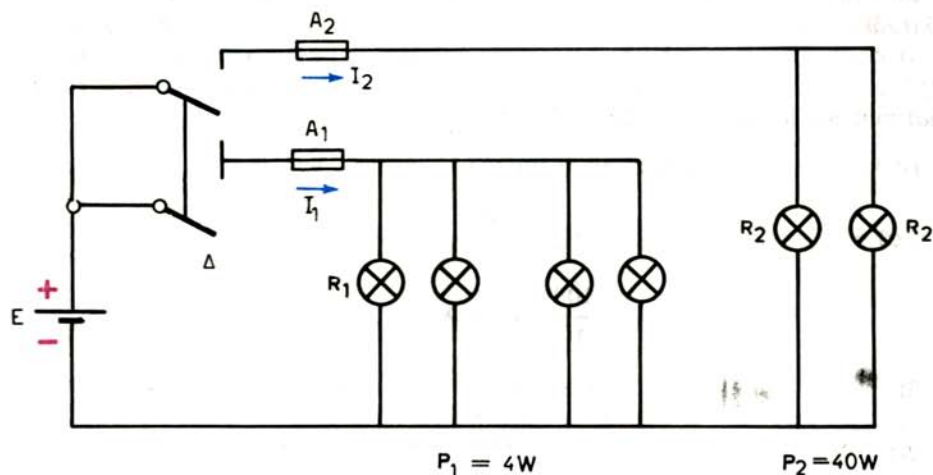 A₂
I₂
A₁
I₁
Δ
R₁
R₂
R₂
+
E
−
P₁ = 4W
P₂ = 40W